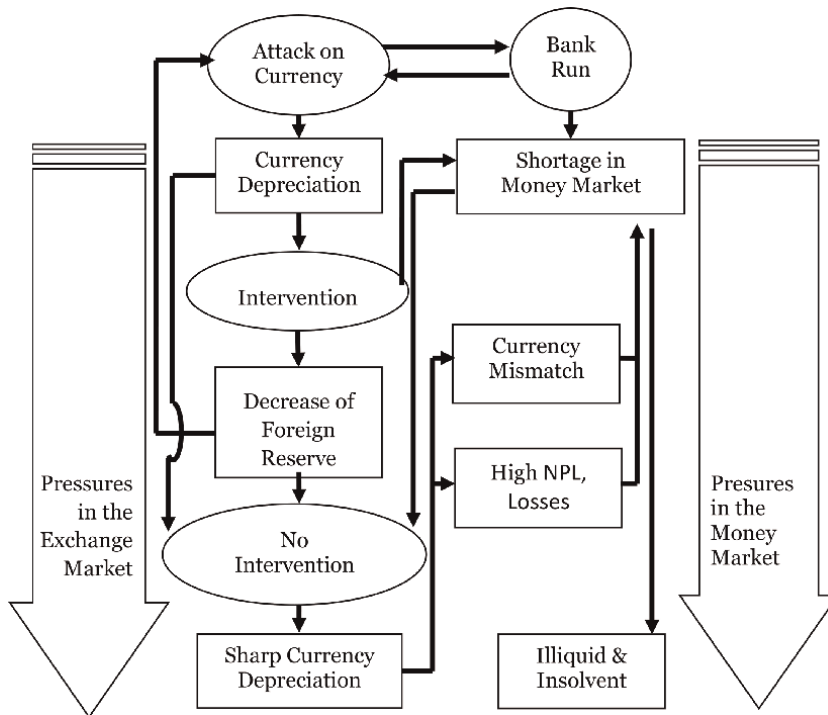 Attack on
Currency
Bank
Run
Currency
Depreciation
Shortage in
Money Market
Intervention
Currency
Mismatch
Decrease of
Foreign
Reserve
High NPL,
Losses
Pressures
in the
Exchange
Market
Presures
in the
Money
Market
No
Intervention
Sharp Currency
Depreciation
Illiquid &
Insolvent